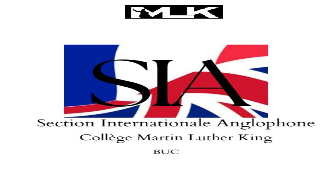 MLK
SIA
Section Internationale Anglophone
Collège Martin Luther King
BUC